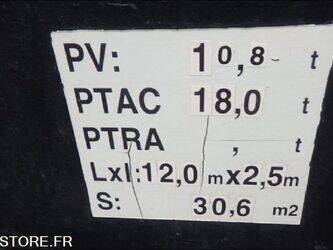 PV: 10,8- t
PTAC 18,0 t
PTRA , t
Lxl:12,0 mx2,5m
S: 30,6 m2
STORE.FR